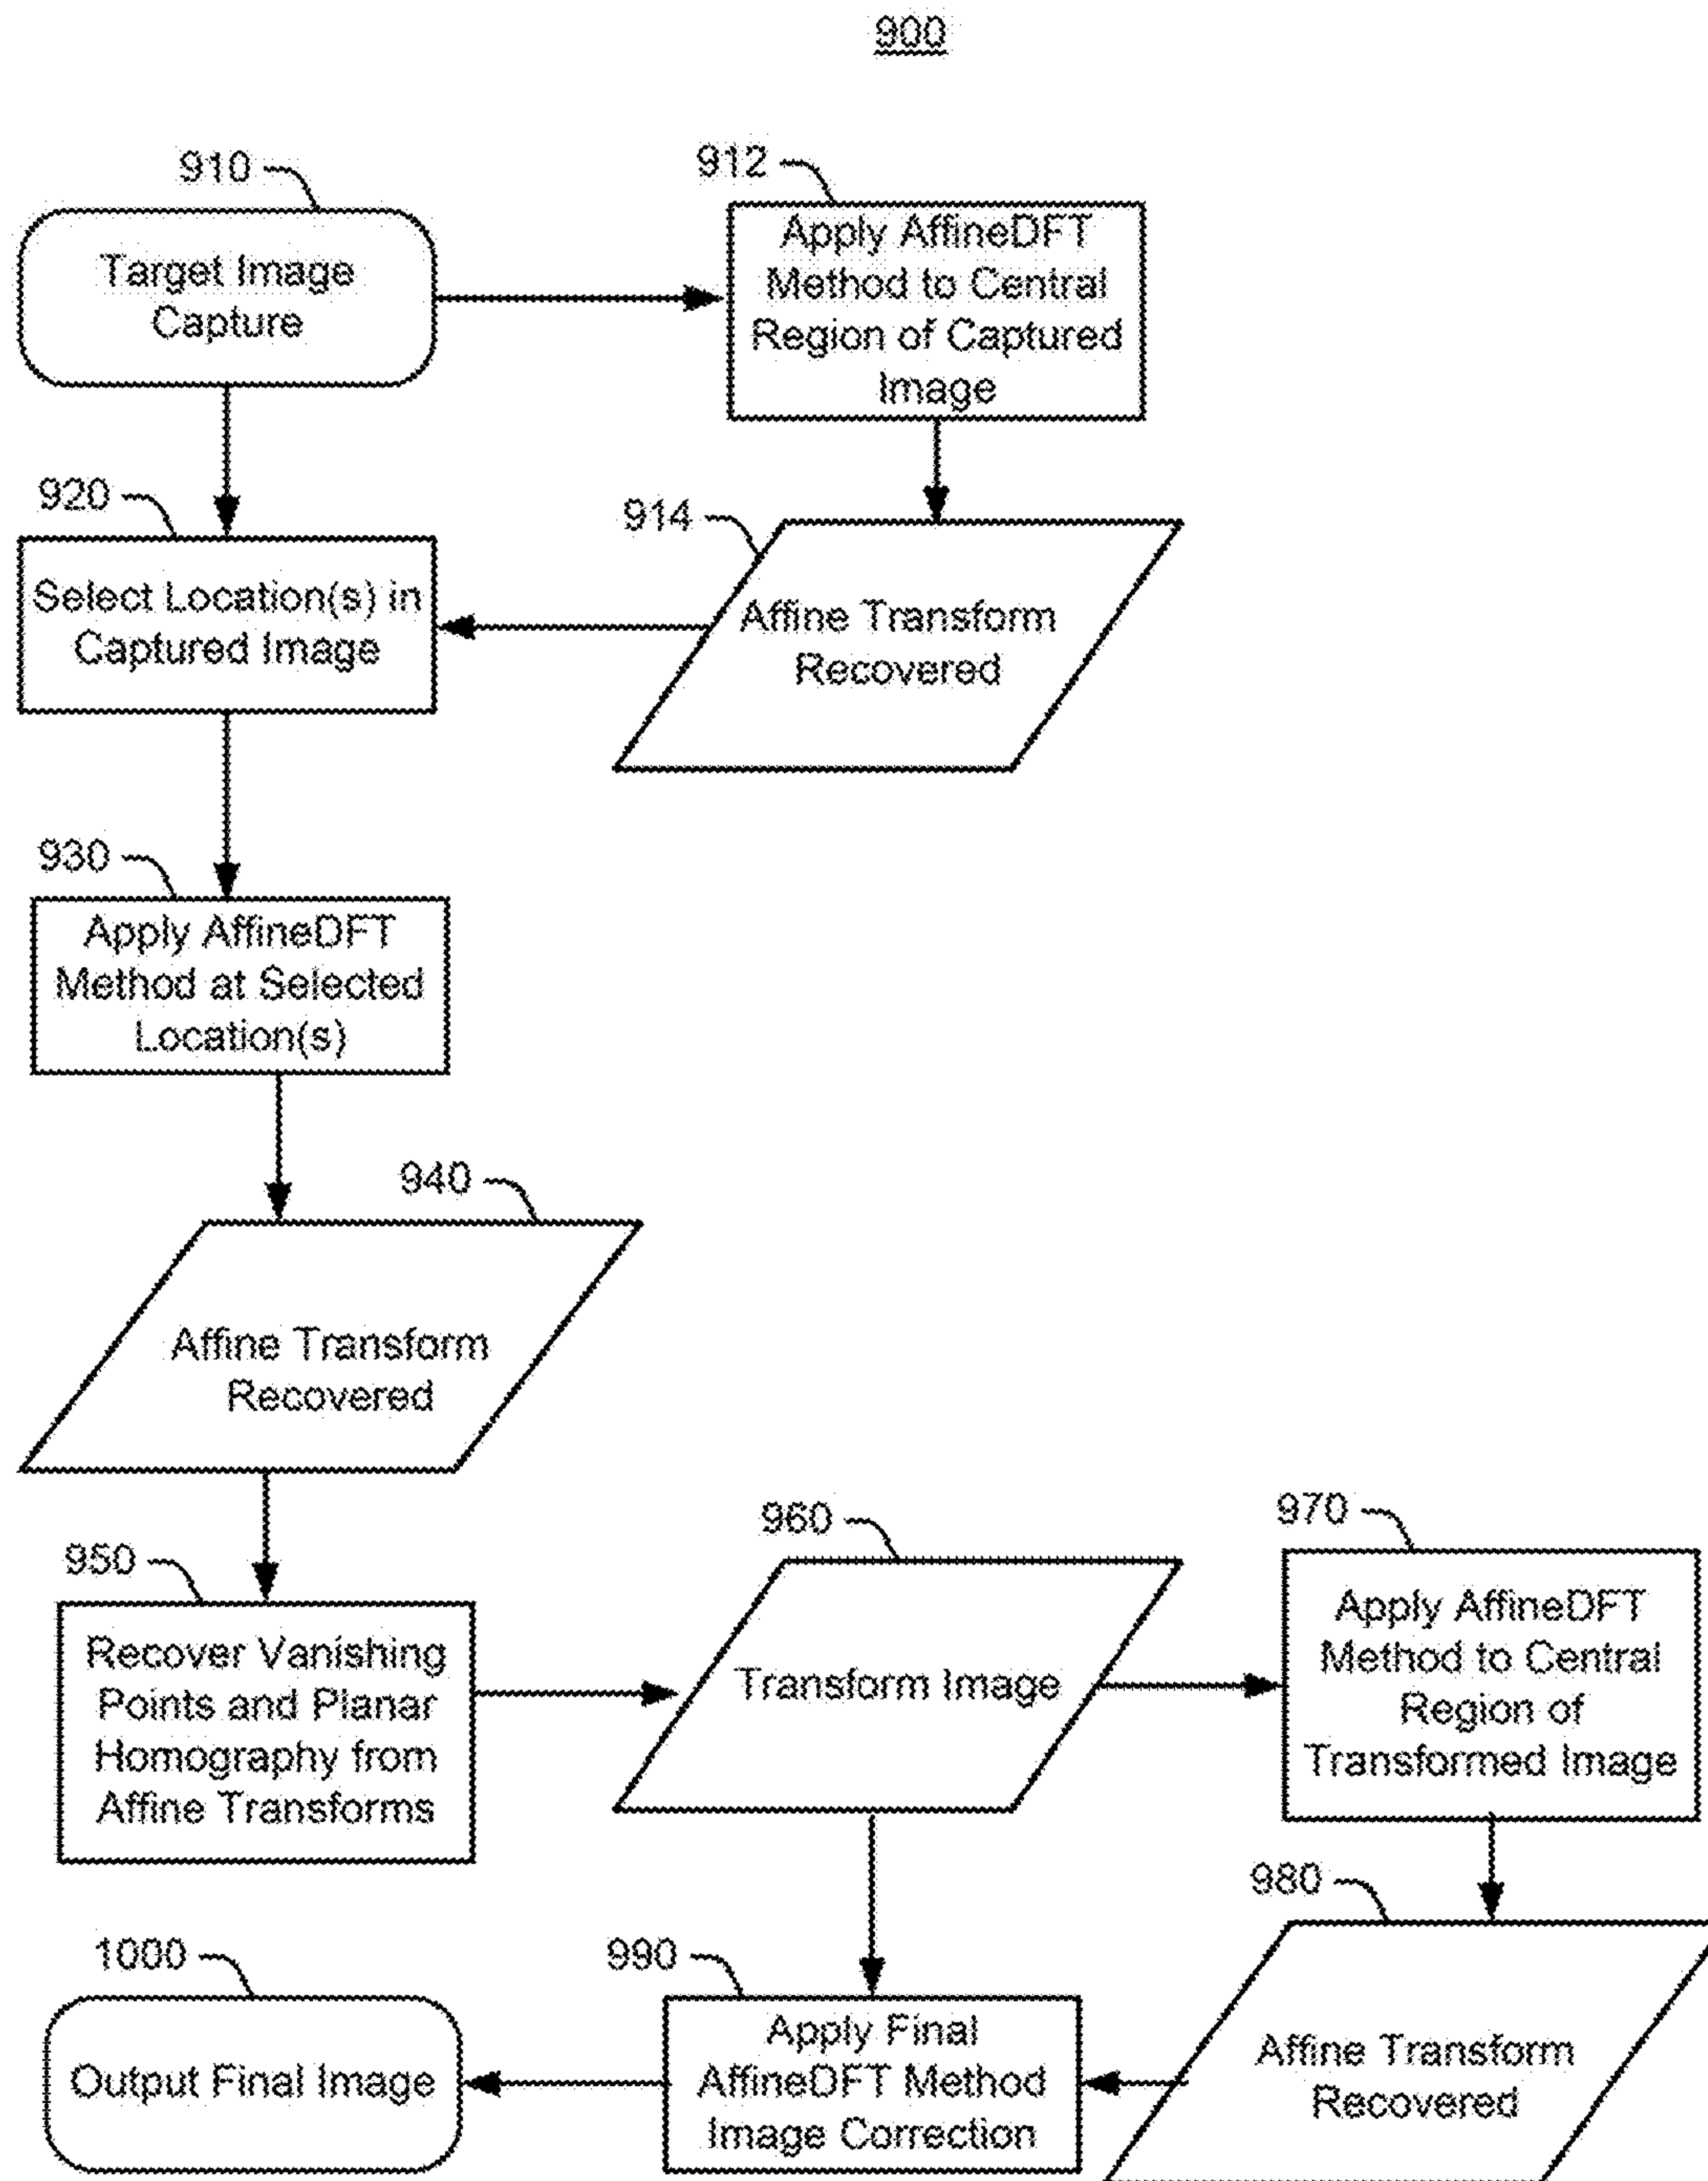 900
910
Target Image
Capture
912
Apply AffineDFT
Method to Central
Region of Captured
Image
920
Select Location(s) in
Captured Image
914
Affine Transform
Recovered
930
Apply AffineDFT
Method at Selected
Location(s)
940
Affine Transform
Recovered
950
Recover Vanishing
Points and Planar
Homography from
Affine Transforms
960
Transform Image
970
Apply AffineDFT
Method to Central
Region of
Transformed Image
980
Affine Transform
Recovered
990
Apply Final
AffineDFT Method
Image Correction
1000
Output Final Image